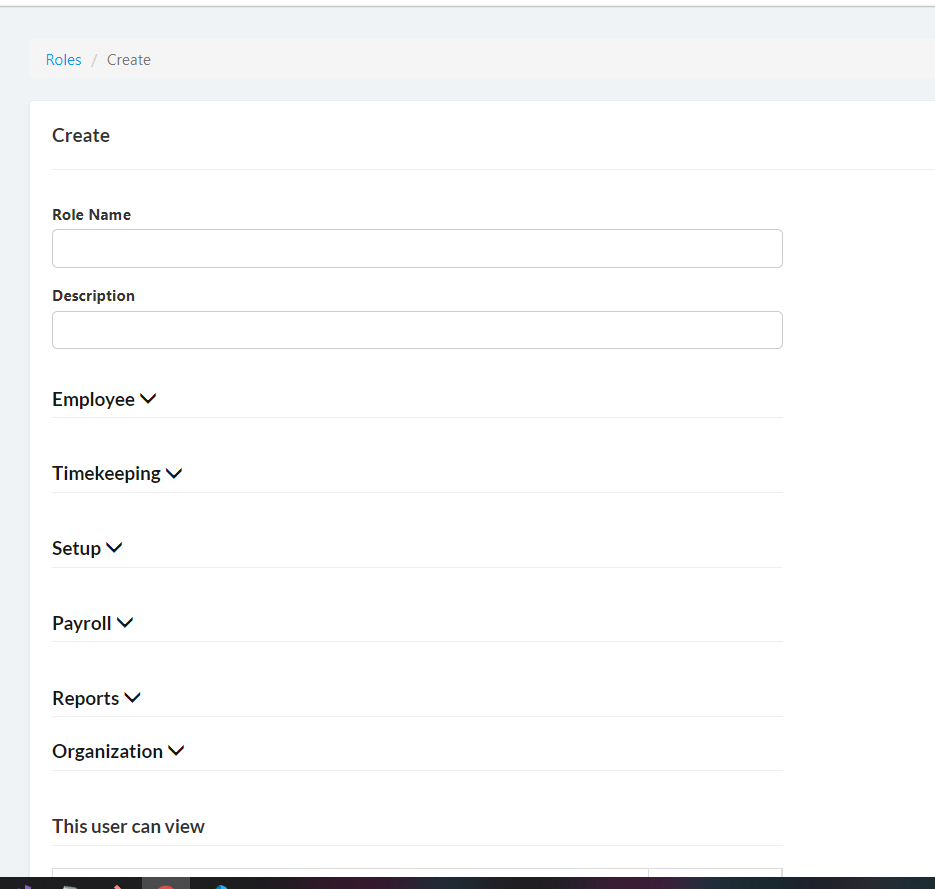 Roles / Create
Create
Role Name
Description
Employee
Timekeeping
Setup
Payroll
Reports
Organization
This user can view